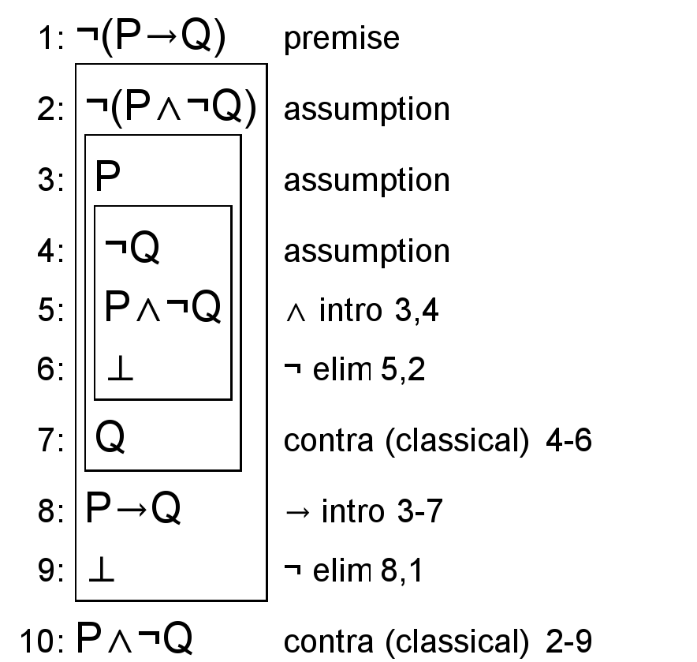 1: ¬(P→Q) premise
2: ¬(P∧¬Q) assumption
3: P assumption
4: ¬Q assumption
5: P∧¬Q ∧ intro 3,4
6: ⊥ ¬ elim 5,2
7: Q contra (classical) 4-6
8: P→Q → intro 3-7
9: ⊥ ¬ elim 8,1
10: P∧¬Q contra (classical) 2-9